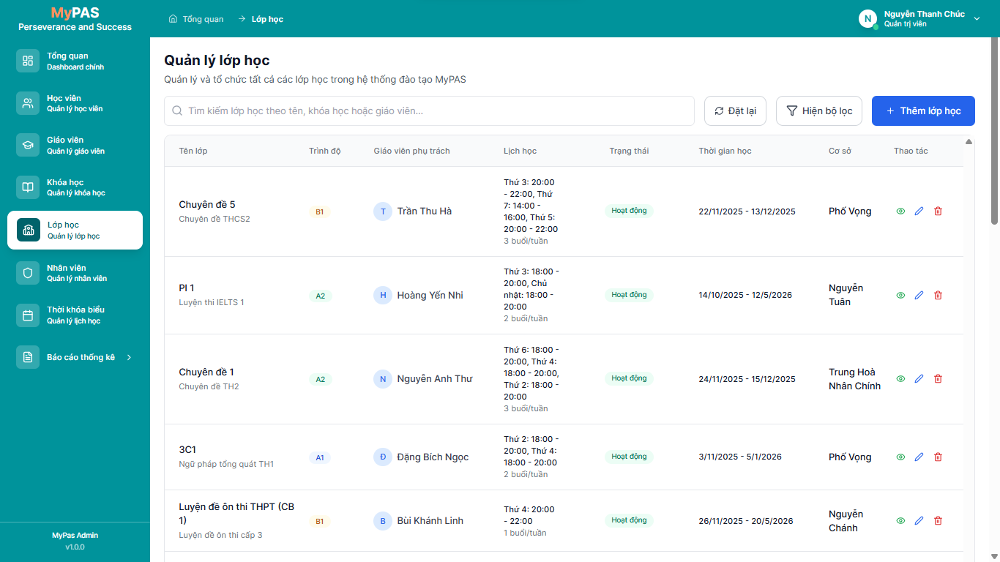 MyPAS
Perseverance and Success
Tổng quan
Lớp học
N
Nguyễn Thanh Chúc
Quản trị viên
Tổng quan
Dashboard chính
Học viên
Quản lý học viên
Giáo viên
Quản lý giáo viên
Khóa học
Quản lý khóa học
Lớp học
Quản lý lớp học
Nhân viên
Quản lý nhân viên
Thời khóa biểu
Quản lý lịch học
Báo cáo thống kê
MyPas Admin
v1.0.0
Quản lý lớp học
Quản lý và tổ chức tất cả các lớp học trong hệ thống đào tạo MyPAS
Tìm kiếm lớp học theo tên, khóa học hoặc giáo viên...
Đặt lại
Hiện bộ lọc
Thêm lớp học
Tên lớp
Trình độ
Giáo viên phụ trách
Lịch học
Trạng thái
Thời gian học
Cơ sở
Thao tác
Chuyên đề 5
Chuyên đề THCS2
B1
T
Trần Thu Hà
Thứ 3: 20:00
- 22:00, Thứ
7: 14:00 -
16:00, Thứ 5:
20:00 - 22:00
3 buổi/tuần
Hoạt động
22/11/2025 - 13/12/2025
Phố Vọng
PI 1
Luyện thi IELTS 1
A2
H
Hoàng Yến Nhi
Thứ 3: 18:00 -
20:00, Chủ
nhật: 18:00 -
20:00
2 buổi/tuần
Hoạt động
14/10/2025 - 12/5/2026
Nguyễn
Tuân
Chuyên đề 1
Chuyên đề TH2
A2
N
Nguyễn Anh Thư
Thứ 6: 18:00 -
20:00, Thứ 4:
18:00 - 20:00,
Thứ 2: 18:00 -
20:00
3 buổi/tuần
Hoạt động
24/11/2025 - 15/12/2025
Trung Hoà
Nhân Chính
3C1
Ngữ pháp tổng quát TH1
A1
Đ
Đặng Bích Ngọc
Thứ 2: 18:00 -
20:00, Thứ 4:
18:00 - 20:00
2 buổi/tuần
Hoạt động
3/11/2025 - 5/1/2026
Phố Vọng
Luyện đề ôn thi THPT (CB
1)
Luyện đề ôn thi cấp 3
B1
B
Bùi Khánh Linh
Thứ 4: 20:00
- 22:00
1 buổi/tuần
Hoạt động
26/11/2025 - 20/5/2026
Nguyễn
Chánh